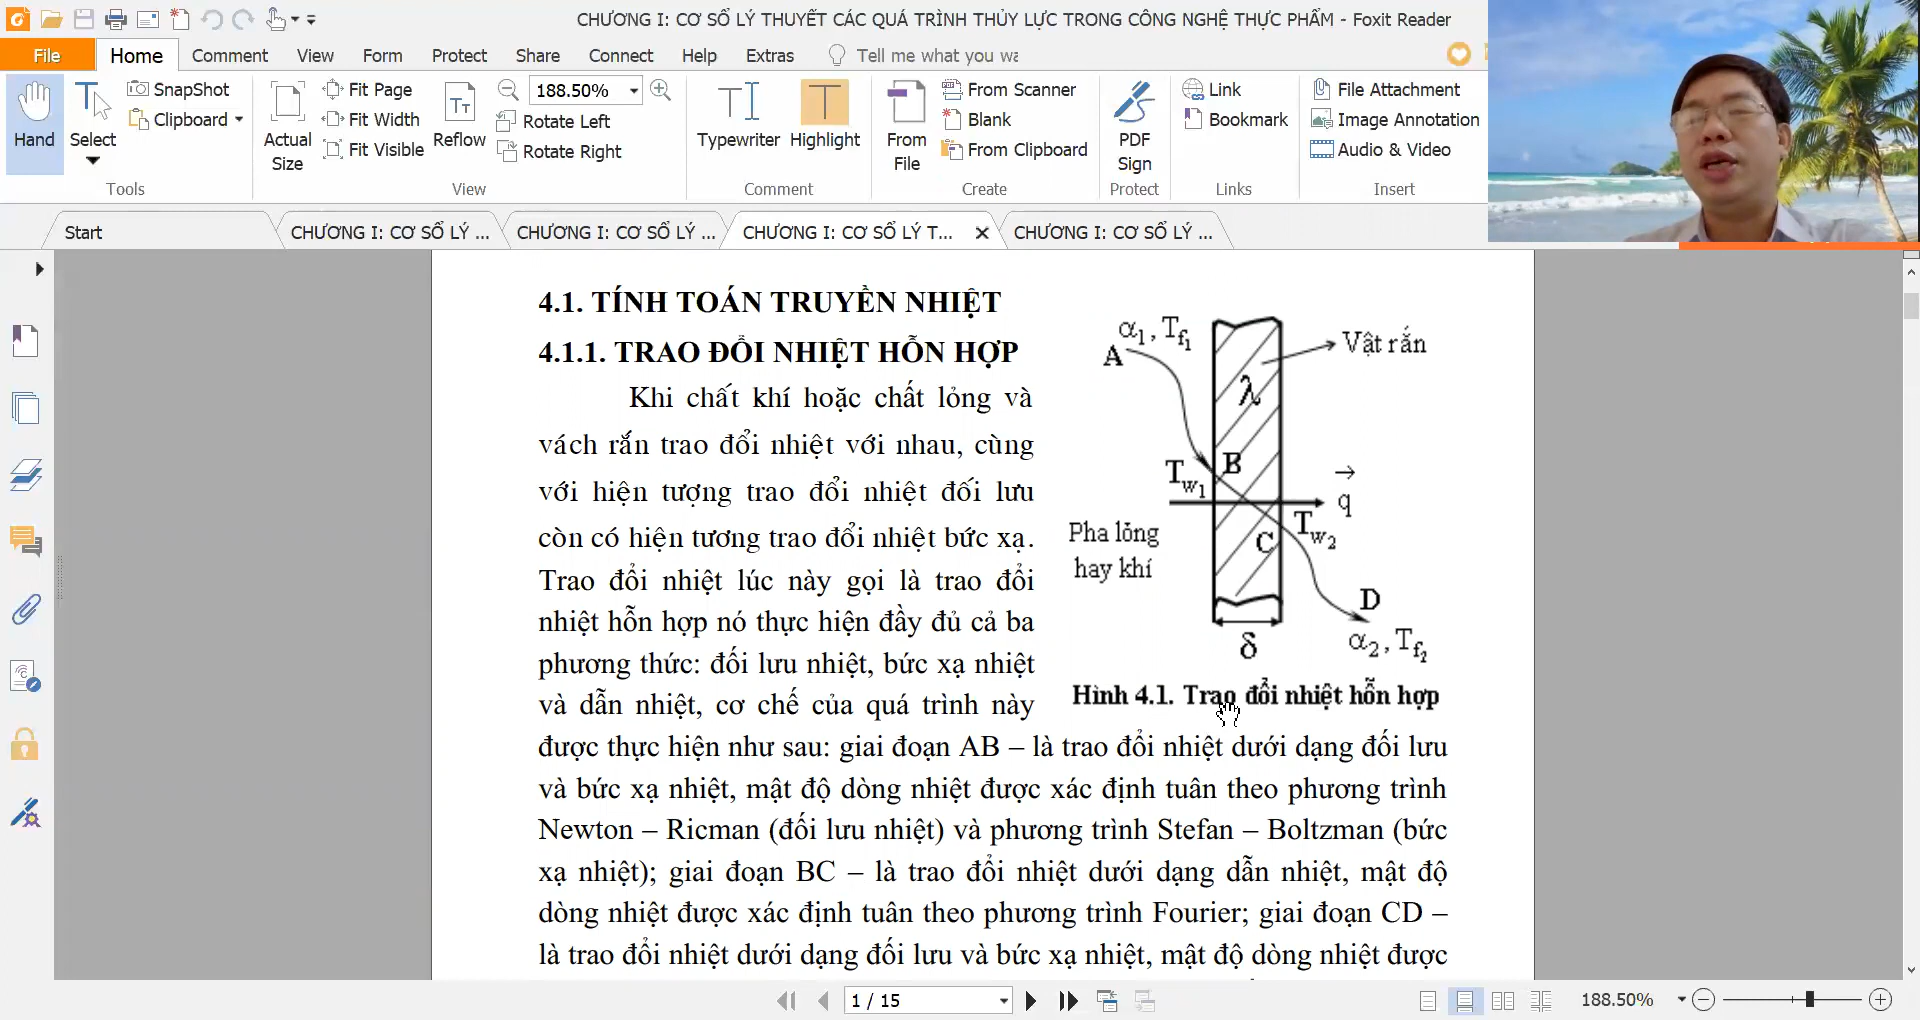 CHƯƠNG I: CƠ SỞ LÝ THUYẾT CÁC QUÁ TRÌNH THỦY LỰC TRONG CÔNG NGHỆ THỰC PHẨM - Foxit Reader
File Home Comment View Form Protect Share Connect Help Extras Tell me what you wa
Hand
Select
SnapShot
Clipboard
Tools
Actual Size
Fit Page
Fit Width
Fit Visible
Reflow
188.50%
Rotate Left
Rotate Right
View
Typewriter
Highlight
Comment
From File
From Scanner
Blank
From Clipboard
Create
PDF Sign
Protect
Link
Bookmark
Links
File Attachment
Image Annotation
Audio & Video
Insert
Start
CHƯƠNG I: CƠ SỞ LÝ ...
CHƯƠNG I: CƠ SỞ LÝ ...
CHƯƠNG I: CƠ SỞ LÝ T...
CHƯƠNG I: CƠ SỞ LÝ ...
4.1. TÍNH TOÁN TRUYỀN NHIỆT
4.1.1. TRAO ĐỔI NHIỆT HỖN HỢP
Khi chất khí hoặc chất lỏng và
vách rắn trao đổi nhiệt với nhau, cùng
với hiện tượng trao đổi nhiệt đối lưu
còn có hiện tương trao đổi nhiệt bức xạ.
Trao đổi nhiệt lúc này gọi là trao đổi
nhiệt hỗn hợp nó thực hiện đầy đủ cả ba
phương thức: đối lưu nhiệt, bức xạ nhiệt
và dẫn nhiệt, cơ chế của quá trình này
α1, Tf1
A
Vật rắn
λ
B
Tw1
q
Pha lỏng
hay khí
C
Tw2
D
δ
α2, Tf2
Hình 4.1. Trao đổi nhiệt hỗn hợp
được thực hiện như sau: giai đoạn AB – là trao đổi nhiệt dưới dạng đối lưu
và bức xạ nhiệt, mật độ dòng nhiệt được xác định tuân theo phương trình
Newton – Ricman (đối lưu nhiệt) và phương trình Stefan – Boltzman (bức
xạ nhiệt); giai đoạn BC – là trao đổi nhiệt dưới dạng dẫn nhiệt, mật độ
dòng nhiệt được xác định tuân theo phương trình Fourier; giai đoạn CD –
là trao đổi nhiệt dưới dạng đối lưu và bức xạ nhiệt, mật độ dòng nhiệt được
1 / 15
188.50%